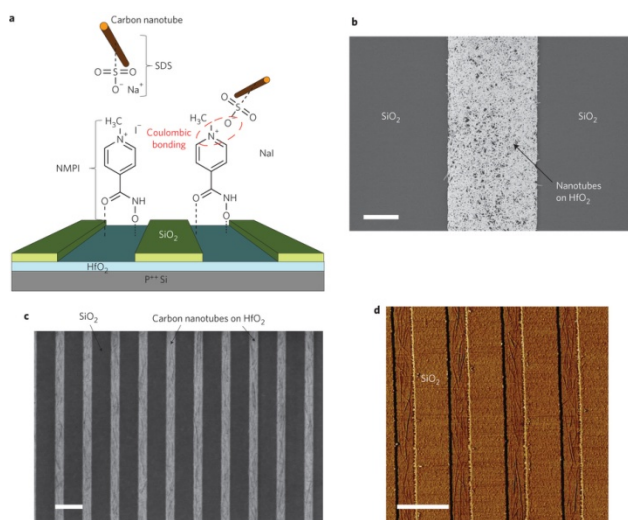 a
Carbon nanotube
SDS
O
S
O
O⁻ Na⁺
H₃C
N⁺
I⁻
Coulombic
bonding
O
S
O
O⁻
H₃C
N⁺
NaI
NMPI
O
NH
O
O
NH
O
SiO₂
HfO₂
P⁺⁺ Si
b
SiO₂
SiO₂
Nanotubes
on HfO₂
c
SiO₂
Carbon nanotubes on HfO₂
d
SiO₂